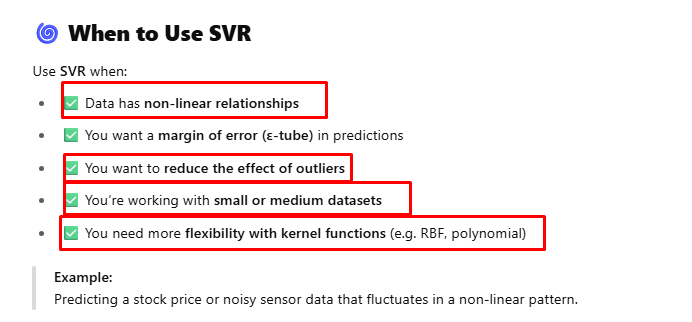 🌀 When to Use SVR
Use SVR when:
• ✅ Data has non-linear relationships
• ✅ You want a margin of error (ε-tube) in predictions
• ✅ You want to reduce the effect of outliers
• ✅ You’re working with small or medium datasets
• ✅ You need more flexibility with kernel functions (e.g. RBF, polynomial)
Example:
Predicting a stock price or noisy sensor data that fluctuates in a non-linear pattern.